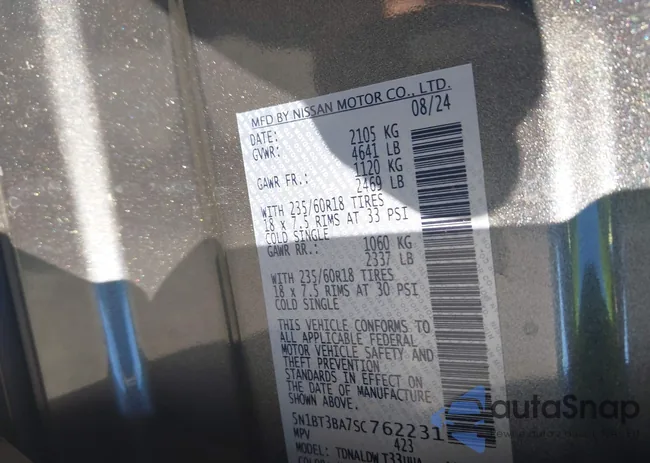 MFD BY NISSAN MOTOR CO., LTD.
DATE: 08/24
GVWR: 2105 KG
4641 LB
GAWR FR.: 1120 KG
2469 LB
WITH 235/60R18 TIRES
18 x 7.5 RIMS AT 33 PSI
COLD SINGLE
GAWR RR.: 1060 KG
2337 LB
WITH 235/60R18 TIRES
18 x 7.5 RIMS AT 30 PSI
COLD SINGLE
THIS VEHICLE CONFORMS TO
ALL APPLICABLE FEDERAL
MOTOR VEHICLE SAFETY AND
THEFT PREVENTION
STANDARDS IN EFFECT ON
THE DATE OF MANUFACTURE
SHOWN ABOVE.
5N1BT3BA7SC762231
MPV 423
MODEL:
autaSnap